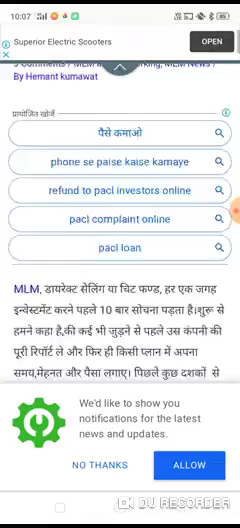 10:07
Superior Electric Scooters
OPEN
By Hemant kumawat
प्रायोजित खोजें
पैसे कमाओ
phone se paise kaise kamaye
refund to pacl investors online
pacl complaint online
pacl loan
MLM, डायरेक्ट सेलिंग या चिट फण्ड, हर एक जगह
इन्वेस्टमेंट करने पहले 10 बार सोचना पड़ता है।शुरू से
हमने कहा है,की कई भी जुड़ने से पहले उस कंपनी की
पूरी रिपोर्ट ले और फिर ही किसी प्लान में अपना
समय,मेहनत और पैसा लगाए। पिछले कुछ दशकों से
We'd like to show you
notifications for the latest
news and updates.
NO THANKS
ALLOW
DU RECORDER